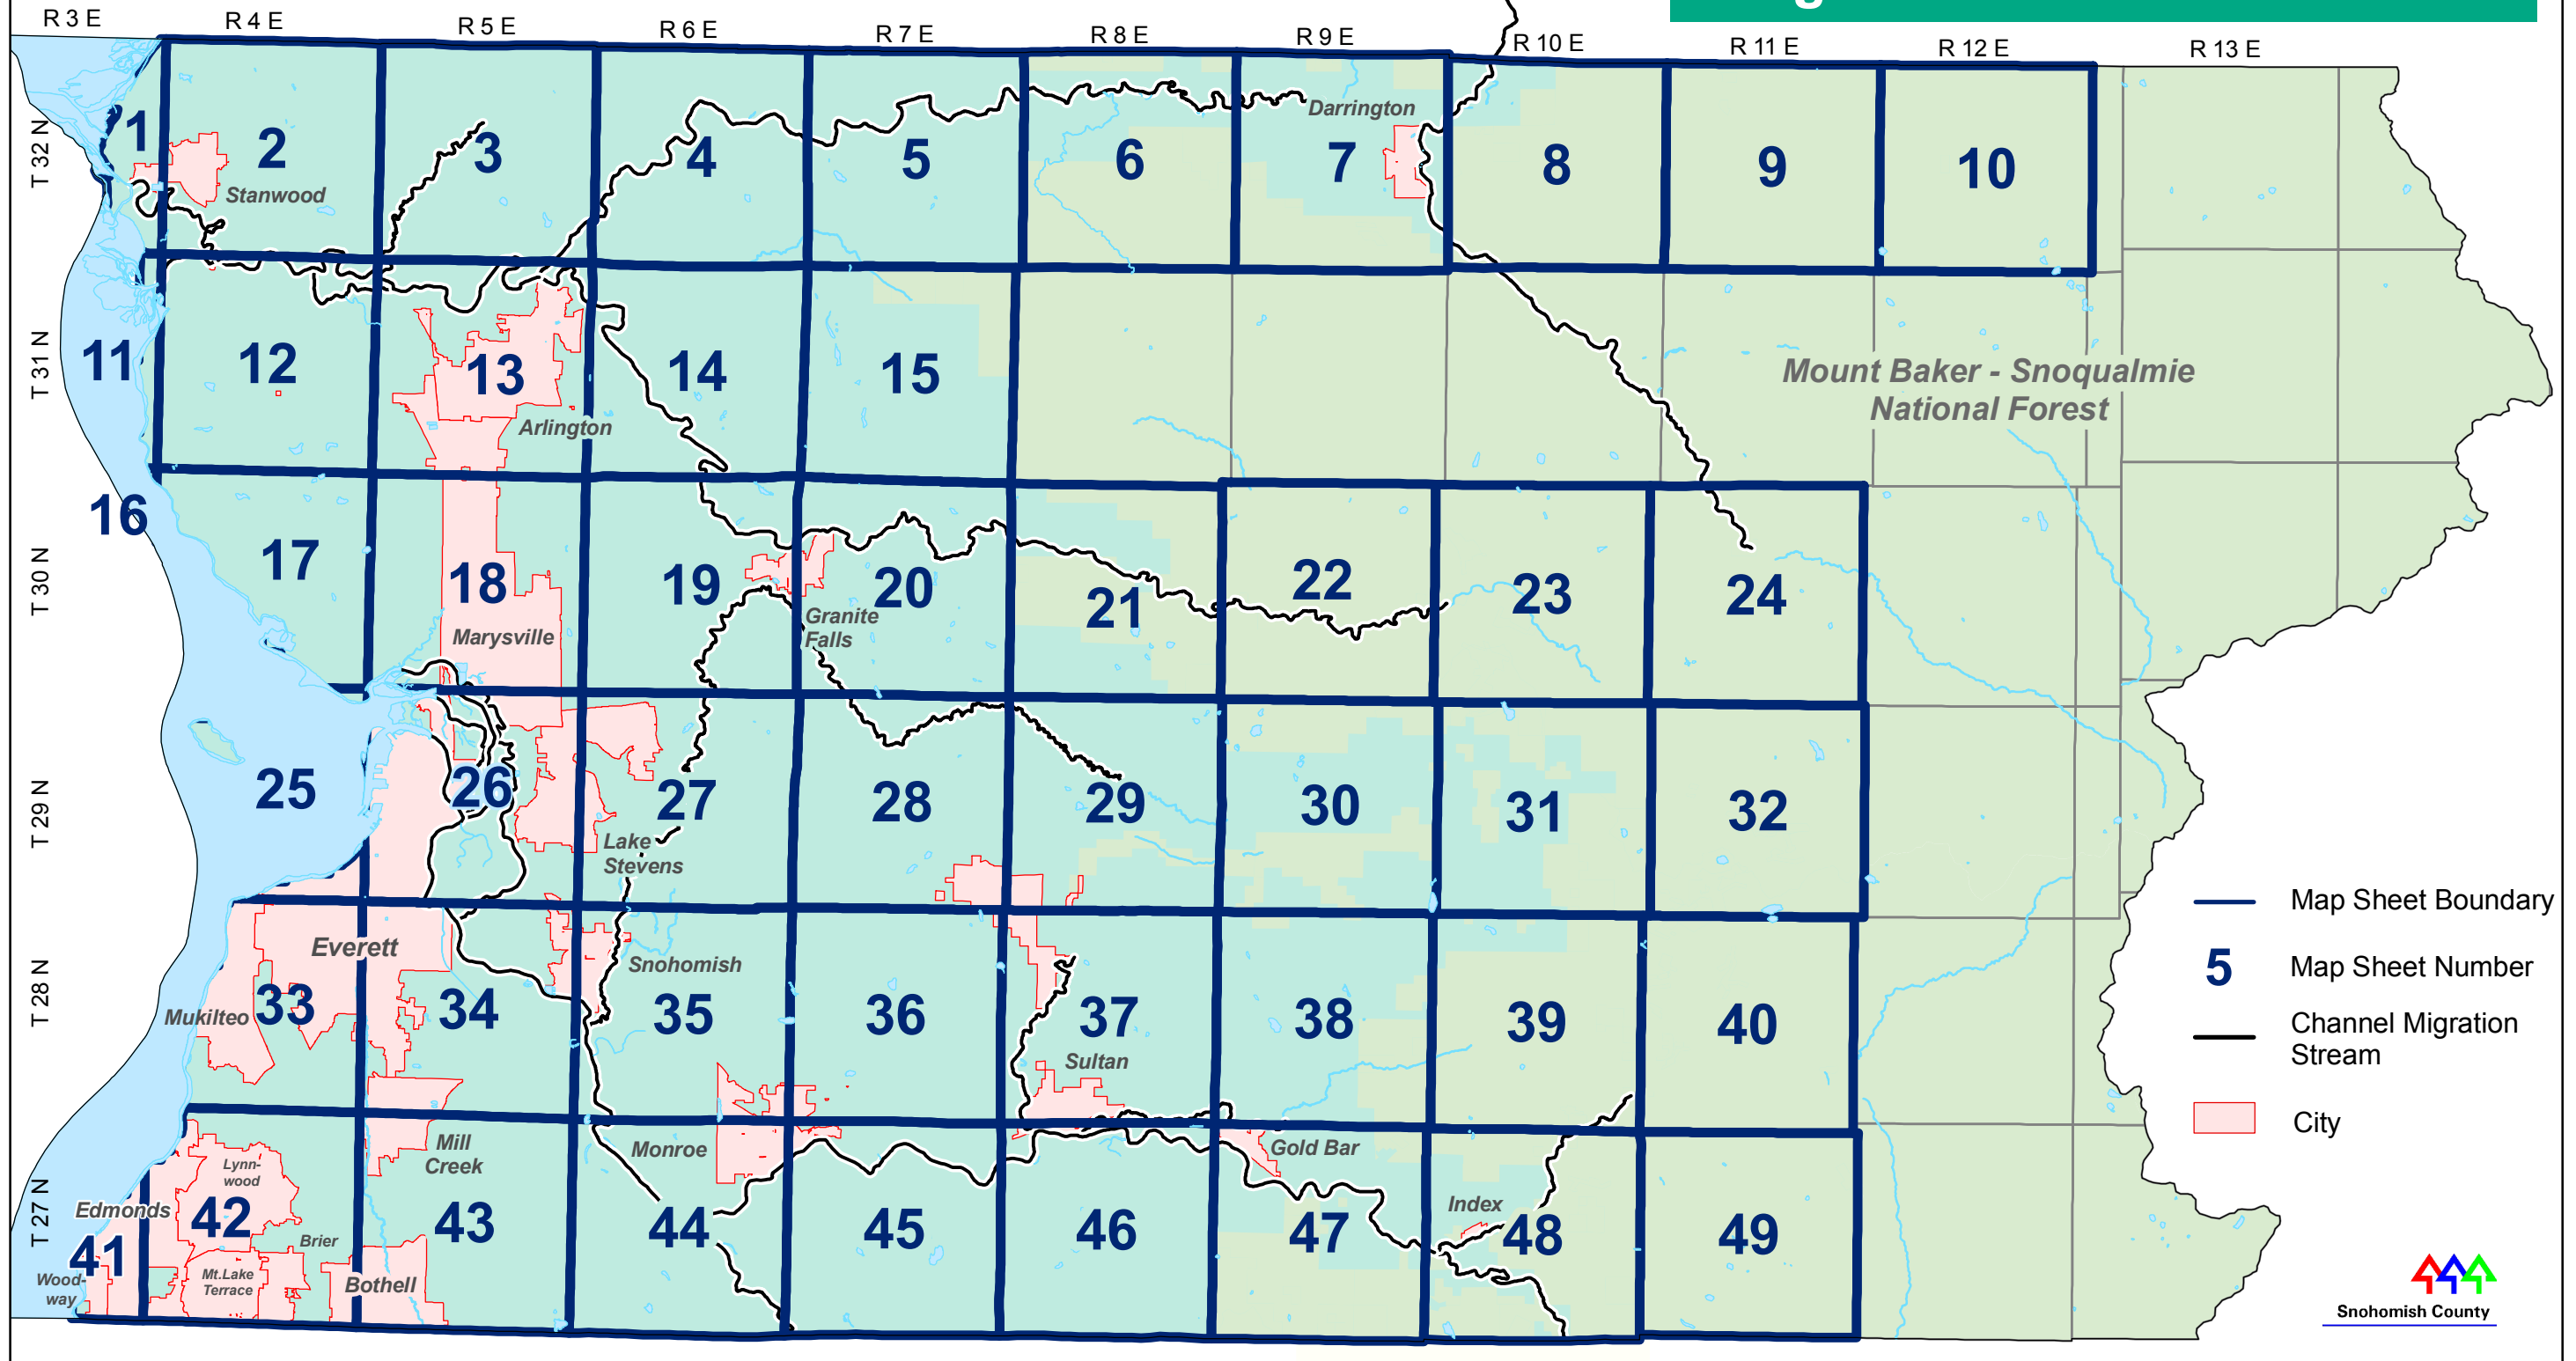 R 3 E
R 4 E
R 5 E
R 6 E
R 7 E
R 8 E
R 9 E
R 10 E
R 11 E
R 12 E
R 13 E
T 32 N
1
2
3
4
5
6
7
8
9
10
Stanwood
Darrington
T 31 N
11
12
13
14
15
Arlington
Mount Baker - Snoqualmie
National Forest
T 30 N
16
17
18
19
20
21
22
23
24
Marysville
Granite
Falls
T 29 N
25
26
27
28
29
30
31
32
Lake
Stevens
T 28 N
Everett
Mukilteo
33
34
Snohomish
35
36
37
Sultan
38
39
40
T 27 N
Edmonds
41
Wood-
way
Lynn-
wood
42
Brier
Mt.Lake
Terrace
Mill
Creek
43
Bothell
Monroe
44
45
46
Gold Bar
47
Index
48
49
Map Sheet Boundary
5
Map Sheet Number
Channel Migration
Stream
City
Snohomish County